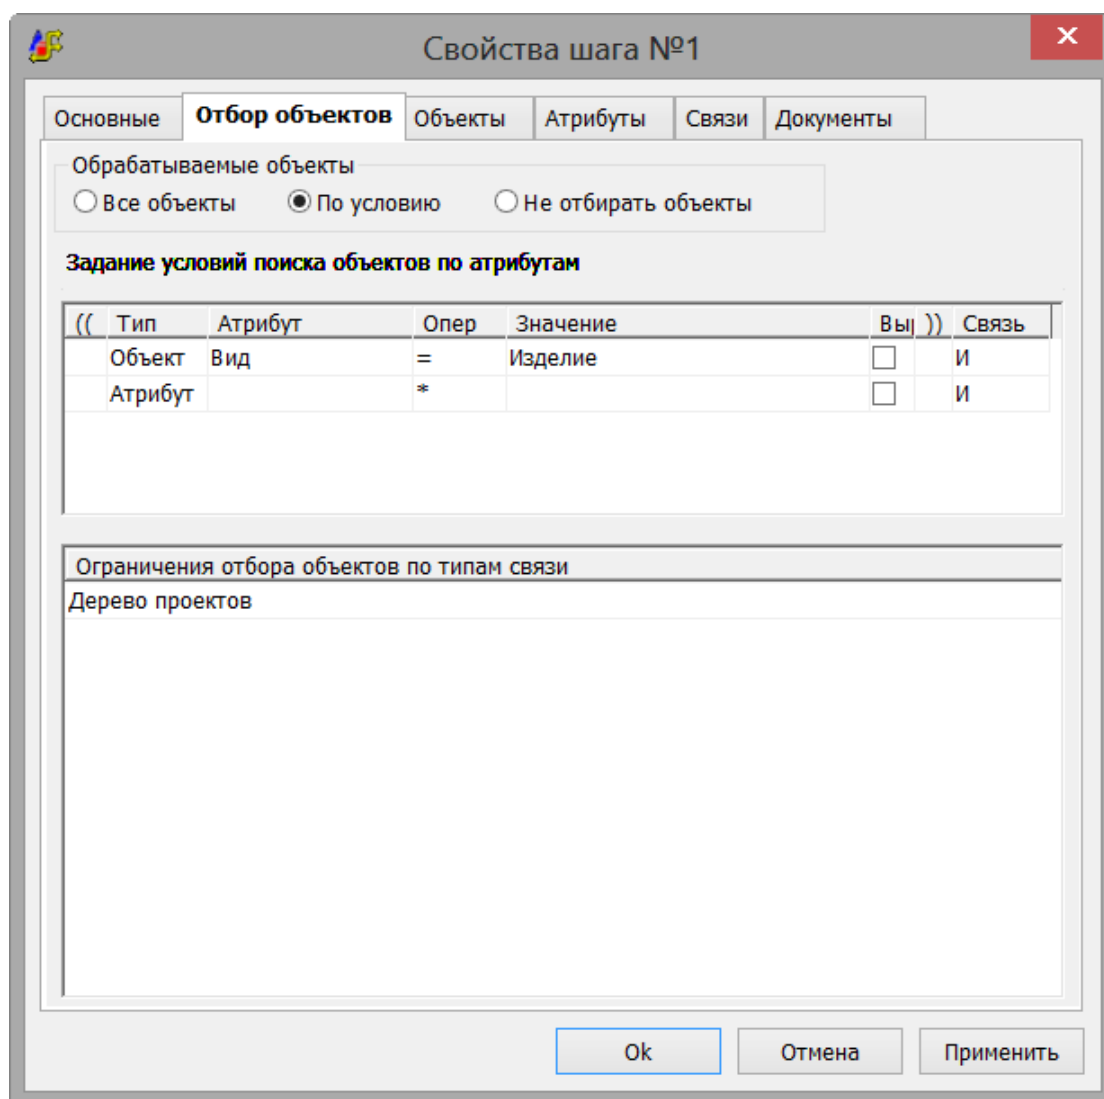 Свойства шага №1
Основные Отбор объектов Объекты Атрибуты Связи Документы
Обрабатываемые объекты
Все объекты По условию Не отбирать объекты
Задание условий поиска объектов по атрибутам
(( Тип Атрибут Опер Значение Выр )) Связь
Объект Вид = Изделие И
Атрибут * И
Ограничения отбора объектов по типам связи
Дерево проектов
Ok Отмена Применить